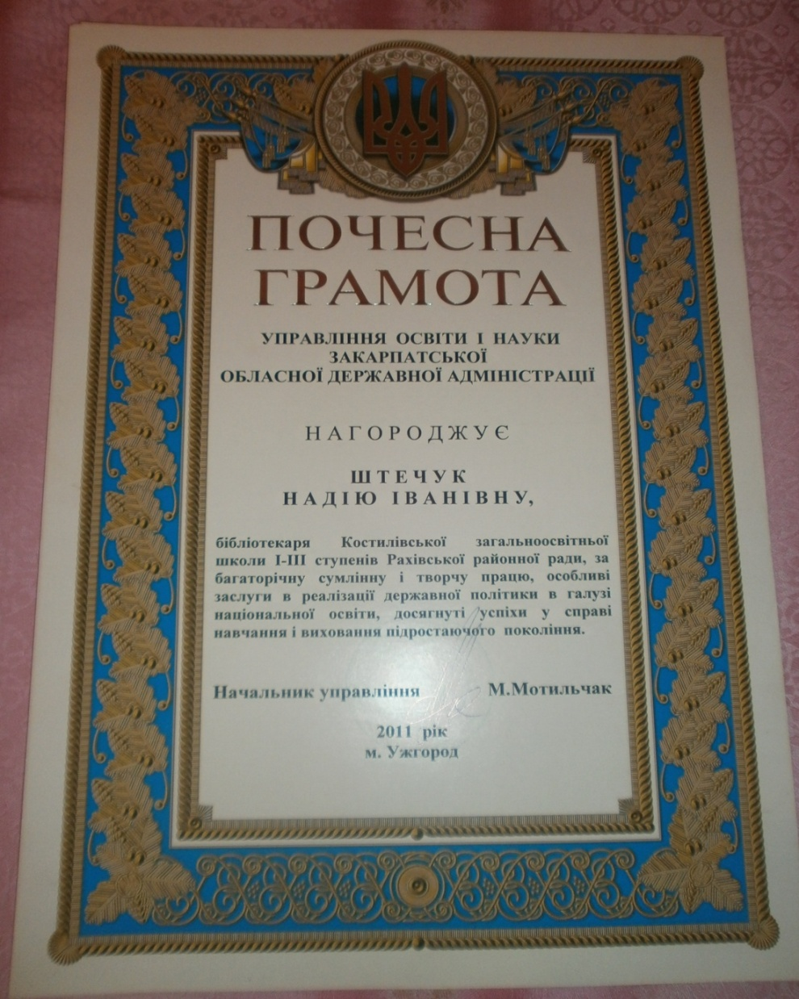 ПОЧЕСНА
ГРАМОТА
УПРАВЛІННЯ ОСВІТИ І НАУКИ
ЗАКАРПАТСЬКОЇ
ОБЛАСНОЇ ДЕРЖАВНОЇ АДМІНІСТРАЦІЇ
НАГОРОДЖУЄ
ШТЕЧУК
НАДІЮ ІВАНІВНУ,
бібліотекаря Костилівської загальноосвітньої
школи І-ІІІ ступенів Рахівської районної ради, за
багаторічну сумлінну і творчу працю, особливі
заслуги в реалізації державної політики в галузі
національної освіти, досягнуті успіхи у справі
навчання і виховання підростаючого покоління.
Начальник управління М.Мотильчак
2011 рік
м. Ужгород